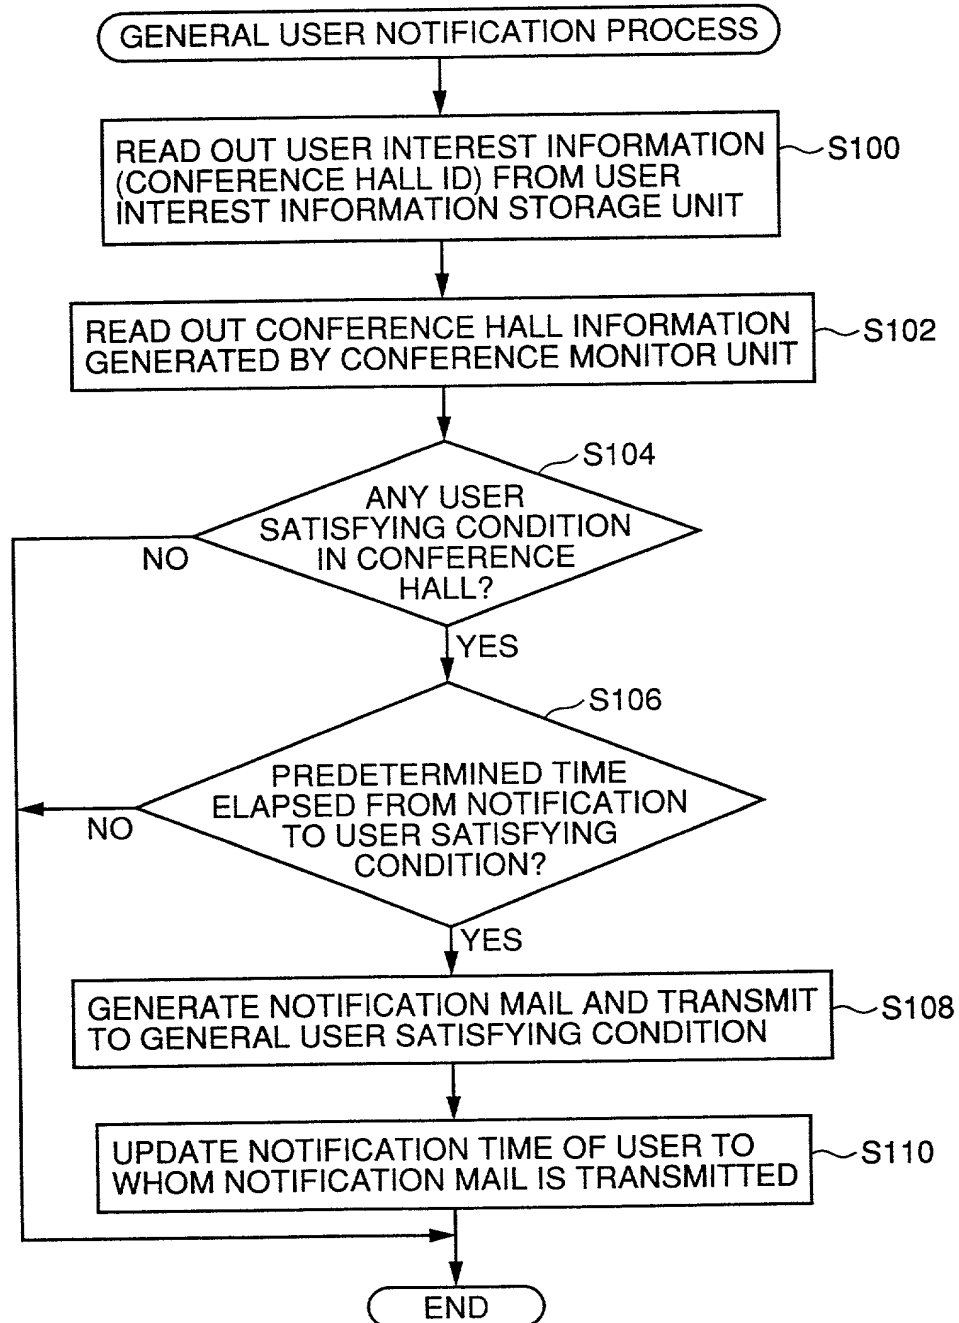 GENERAL USER NOTIFICATION PROCESS
READ OUT USER INTEREST INFORMATION
(CONFERENCE HALL ID) FROM USER
INTEREST INFORMATION STORAGE UNIT
S100
READ OUT CONFERENCE HALL INFORMATION
GENERATED BY CONFERENCE MONITOR UNIT
S102
S104
ANY USER
SATISFYING CONDITION
IN CONFERENCE
HALL?
NO
YES
S106
PREDETERMINED TIME
ELAPSED FROM NOTIFICATION
TO USER SATISFYING
CONDITION?
NO
YES
GENERATE NOTIFICATION MAIL AND TRANSMIT
TO GENERAL USER SATISFYING CONDITION
S108
UPDATE NOTIFICATION TIME OF USER TO
WHOM NOTIFICATION MAIL IS TRANSMITTED
S110
END